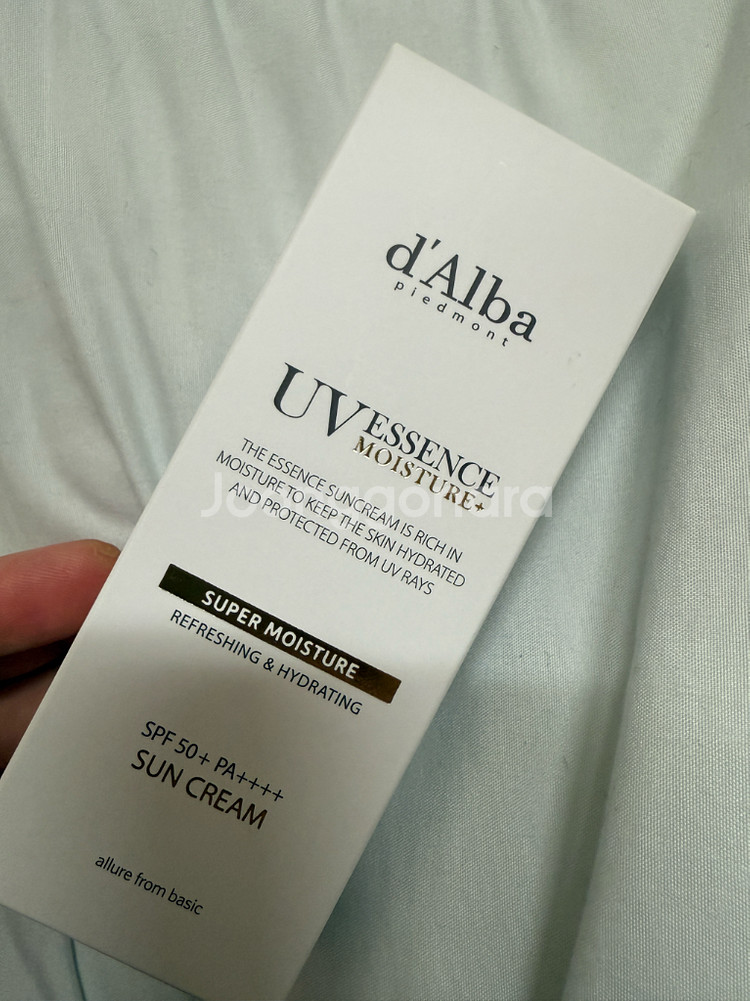 d'Alba
piedmont
UV ESSENCE
MOISTURE+
THE ESSENCE SUNCREAM IS RICH IN
MOISTURE TO KEEP THE SKIN HYDRATED
AND PROTECTED FROM UV RAYS
Joonggonara
SUPER MOISTURE
REFRESHING & HYDRATING
SPF 50+ PA++++
SUN CREAM
allure from basic